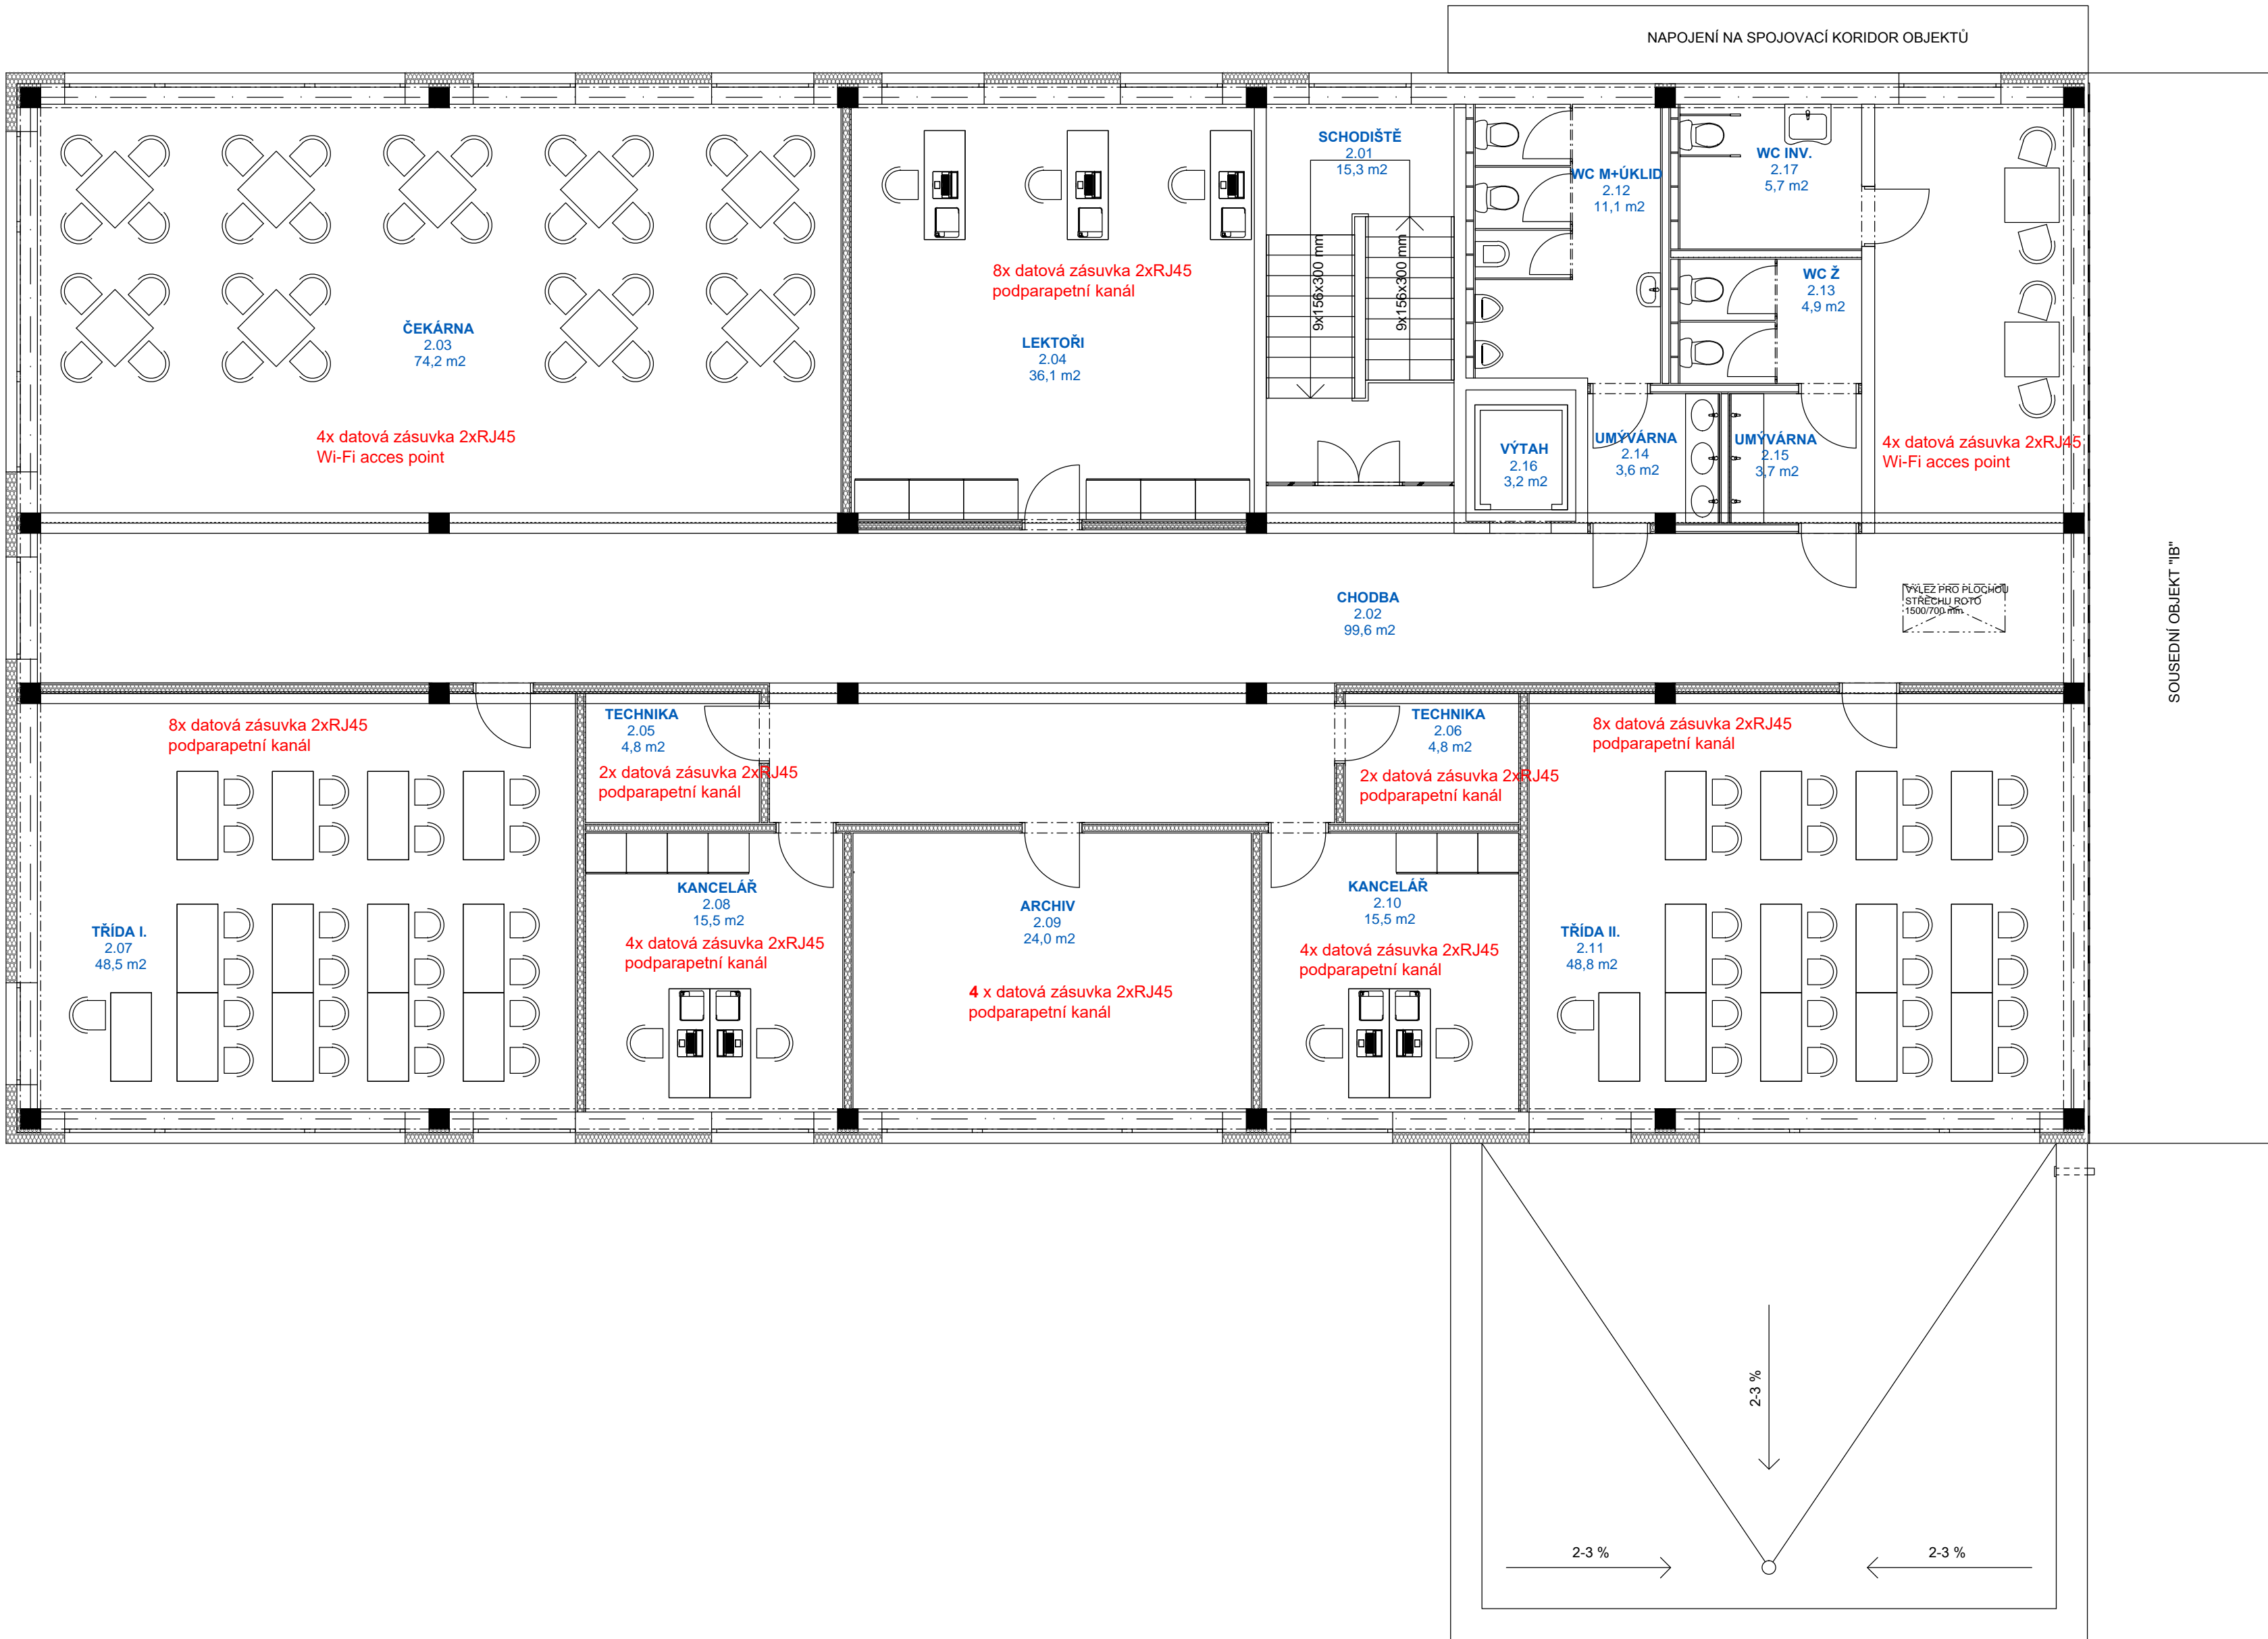 NAPOJENÍ NA SPOJOVACÍ KORIDOR OBJEKTŮ
SCHODIŠTĚ
2.01
15,3 m2
WC M+ÚKLID
2.12
11,1 m2
WC INV.
2.17
5,7 m2
9x156x300 mm
9x156x300 mm
8x datová zásuvka 2xRJ45
podparapetní kanál
WC Ž
2.13
4,9 m2
ČEKÁRNA
2.03
74,2 m2
LEKTOŘI
2.04
36,1 m2
4x datová zásuvka 2xRJ45
Wi-Fi acces point
VÝTAH
2.16
3,2 m2
UMÝVÁRNA
2.14
3,6 m2
UMÝVÁRNA
2.15
3,7 m2
4x datová zásuvka 2xRJ45
Wi-Fi acces point
CHODBA
2.02
99,6 m2
VÝLEZ PRO PLOCHOU
STŘECHU ROTO
1500/700 mm
SOUSEDNÍ OBJEKT "IB"
8x datová zásuvka 2xRJ45
podparapetní kanál
TECHNIKA
2.05
4,8 m2
2x datová zásuvka 2xRJ45
podparapetní kanál
TECHNIKA
2.06
4,8 m2
2x datová zásuvka 2xRJ45
podparapetní kanál
8x datová zásuvka 2xRJ45
podparapetní kanál
TŘÍDA I.
2.07
48,5 m2
KANCELÁŘ
2.08
15,5 m2
4x datová zásuvka 2xRJ45
podparapetní kanál
ARCHIV
2.09
24,0 m2
4 x datová zásuvka 2xRJ45
podparapetní kanál
KANCELÁŘ
2.10
15,5 m2
4x datová zásuvka 2xRJ45
podparapetní kanál
TŘÍDA II.
2.11
48,8 m2
2-3 %
2-3 %
2-3 %